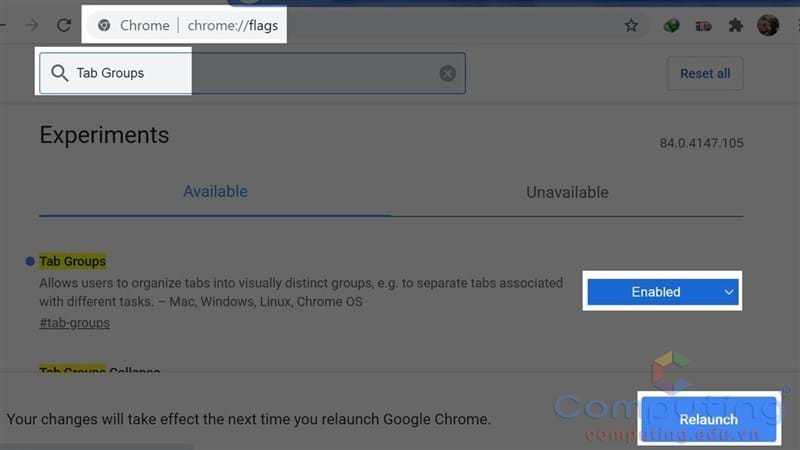 Chrome | chrome://flags
Tab Groups
Reset all
Experiments
84.0.4147.105
Available
Unavailable
Tab Groups
Allows users to organize tabs into visually distinct groups, e.g. to separate tabs associated
with different tasks. – Mac, Windows, Linux, Chrome OS
#tab-groups
Enabled
Tab Groups Collapse
Your changes will take effect the next time you relaunch Google Chrome.
Relaunch
Computing®
computing.edu.vn